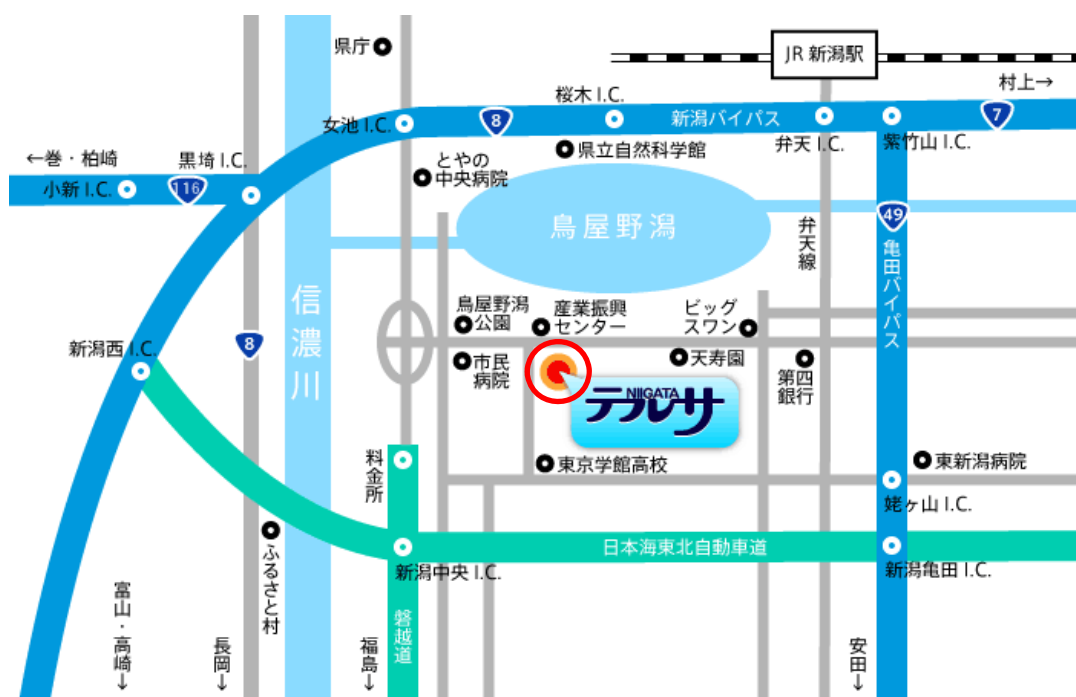 県庁
JR 新潟駅
村上→
桜木 I.C.
女池 I.C.
8
新潟バイパス
7
弁天 I.C.
紫竹山 I.C.
県立自然科学館
←巻・柏崎
黒埼 I.C.
小新 I.C.
116
とやの
中央病院
鳥屋野潟
弁天線
49
亀田バイパス
信濃川
鳥屋野潟
公園
産業振興
センター
ビッグ
スワン
新潟西 I.C.
8
市民
病院
天寿園
第四
銀行
NIIGATA
テルサ
料金所
東京学館高校
東新潟病院
姥ヶ山 I.C.
ふるさと村
日本海東北自動車道
新潟中央 I.C.
新潟亀田 I.C.
富山・高崎↓
長岡↓
福島↓
磐越道
安田↓